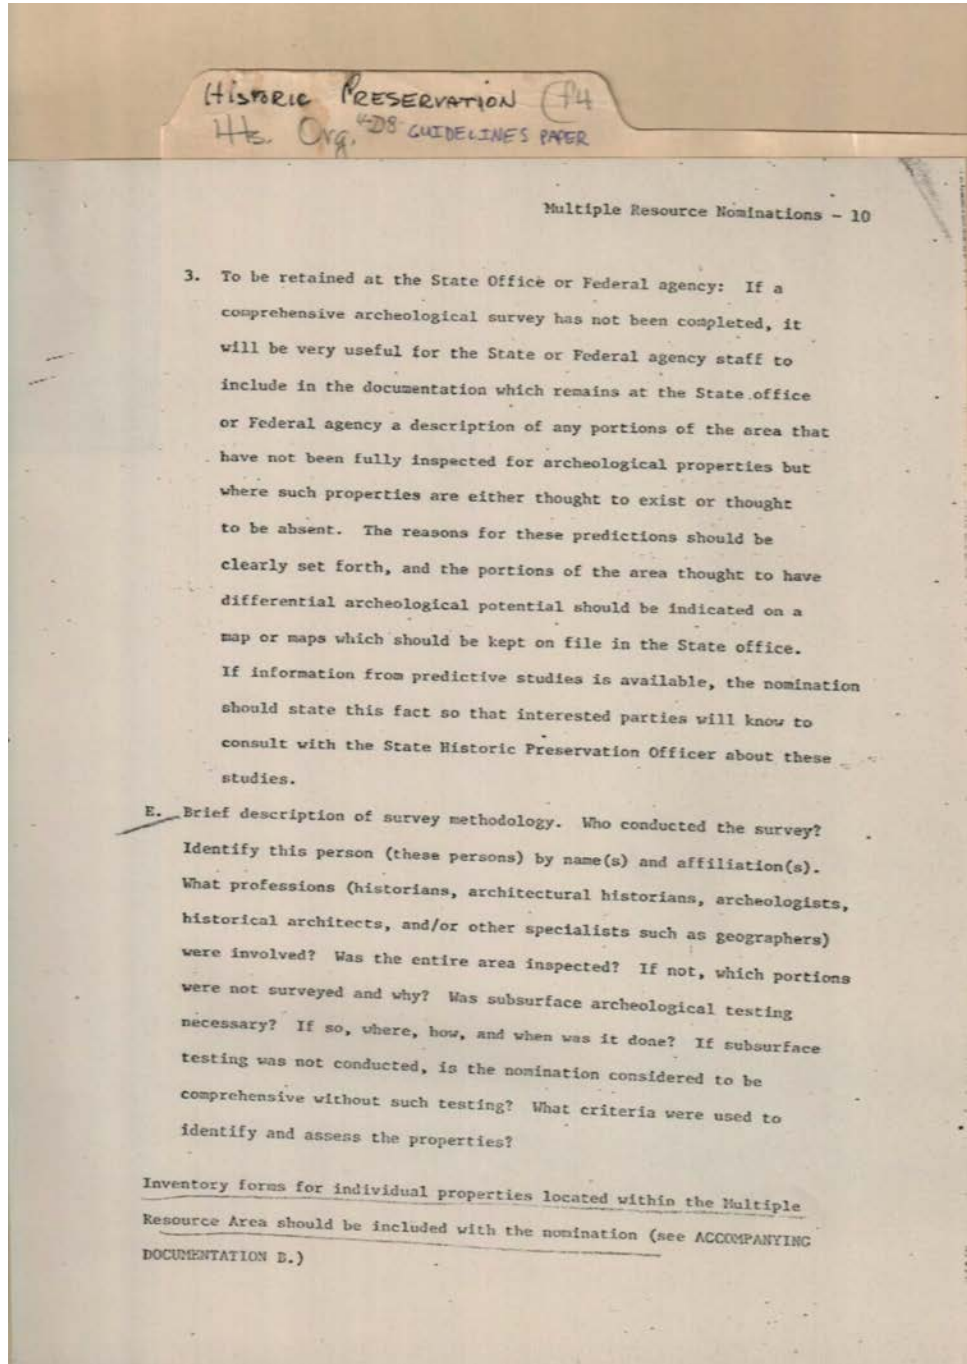 Historic Preservation
Hts. Org. GUIDELINES PAPER
Multiple Resource Nominations - 10
3. To be retained at the State Office or Federal agency: If a
comprehensive archeological survey has not been completed, it
will be very useful for the State or Federal agency staff to
include in the documentation which remains at the State office
or Federal agency a description of any portions of the area that
have not been fully inspected for archeological properties but
where such properties are either thought to exist or thought
to be absent. The reasons for these predictions should be
clearly set forth, and the portions of the area thought to have
differential archeological potential should be indicated on a
map or maps which should be kept on file in the State office.
If information from predictive studies is available, the nomination
should state this fact so that interested parties will know to
consult with the State Historic Preservation Officer about these
studies.
E. Brief description of survey methodology. Who conducted the survey?
Identify this person (these persons) by name(s) and affiliation(s).
What professions (historians, architectural historians, archeologists,
historical architects, and/or other specialists such as geographers)
were involved? Was the entire area inspected? If not, which portions
were not surveyed and why? Was subsurface archeological testing
necessary? If so, where, how, and when was it done? If subsurface
testing was not conducted, is the nomination considered to be
comprehensive without such testing? What criteria were used to
identify and assess the properties?
Inventory forms for individual properties located within the Multiple
Resource Area should be included with the nomination (see ACCOMPANYING
DOCUMENTATION B.)